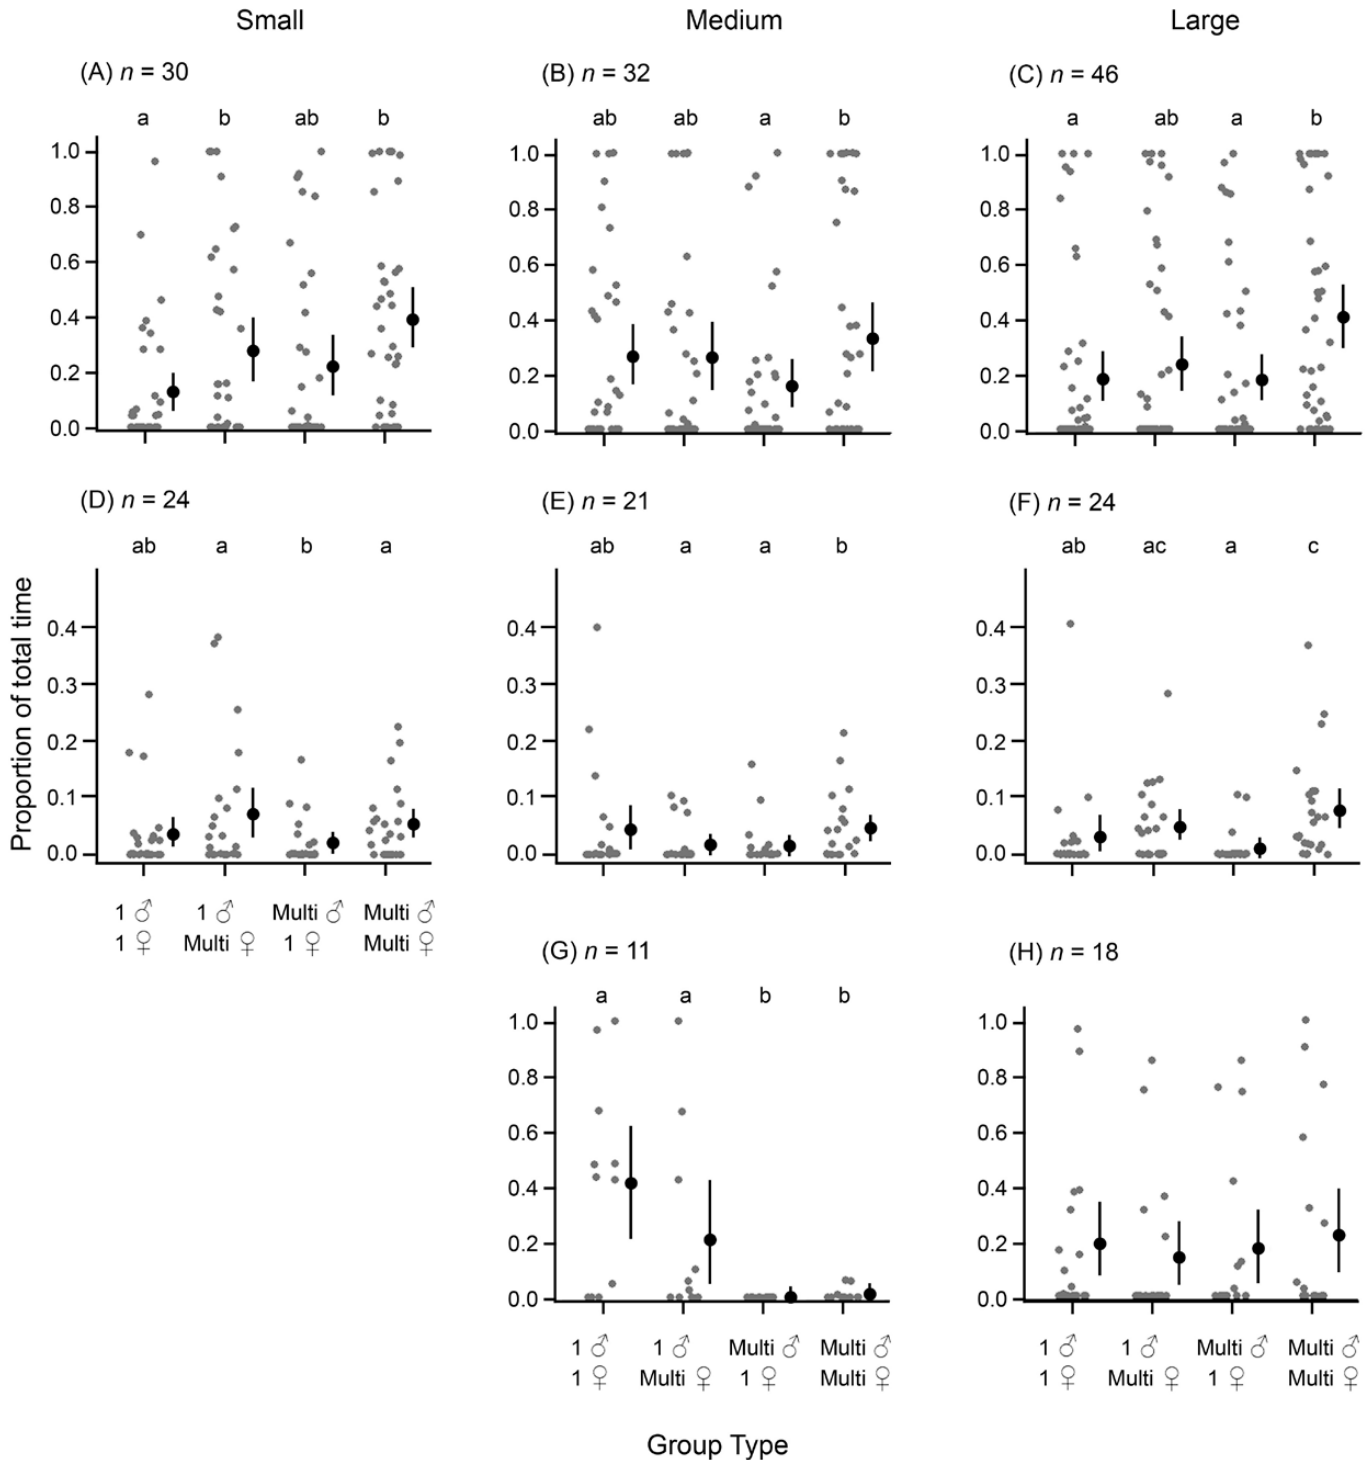 Small Medium Large
(A) n = 30 (B) n = 32 (C) n = 46
a b ab b ab ab a b a ab a b
1.0 1.0 1.0
0.8 0.8 0.8
0.6 0.6 0.6
0.4 0.4 0.4
0.2 0.2 0.2
0.0 0.0 0.0
(D) n = 24 (E) n = 21 (F) n = 24
ab a b a ab a a b ab ac a c
Proportion of total time
0.4 0.4 0.4
0.3 0.3 0.3
0.2 0.2 0.2
0.1 0.1 0.1
0.0 0.0 0.0
1 ♂ 1 ♂ Multi ♂ Multi ♂
1 ♀ Multi ♀ 1 ♀ Multi ♀
(G) n = 11 (H) n = 18
a a b b
1.0 1.0
0.8 0.8
0.6 0.6
0.4 0.4
0.2 0.2
0.0 0.0
1 ♂ 1 ♂ Multi ♂ Multi ♂ 1 ♂ 1 ♂ Multi ♂ Multi ♂
1 ♀ Multi ♀ 1 ♀ Multi ♀ 1 ♀ Multi ♀ 1 ♀ Multi ♀
Group Type